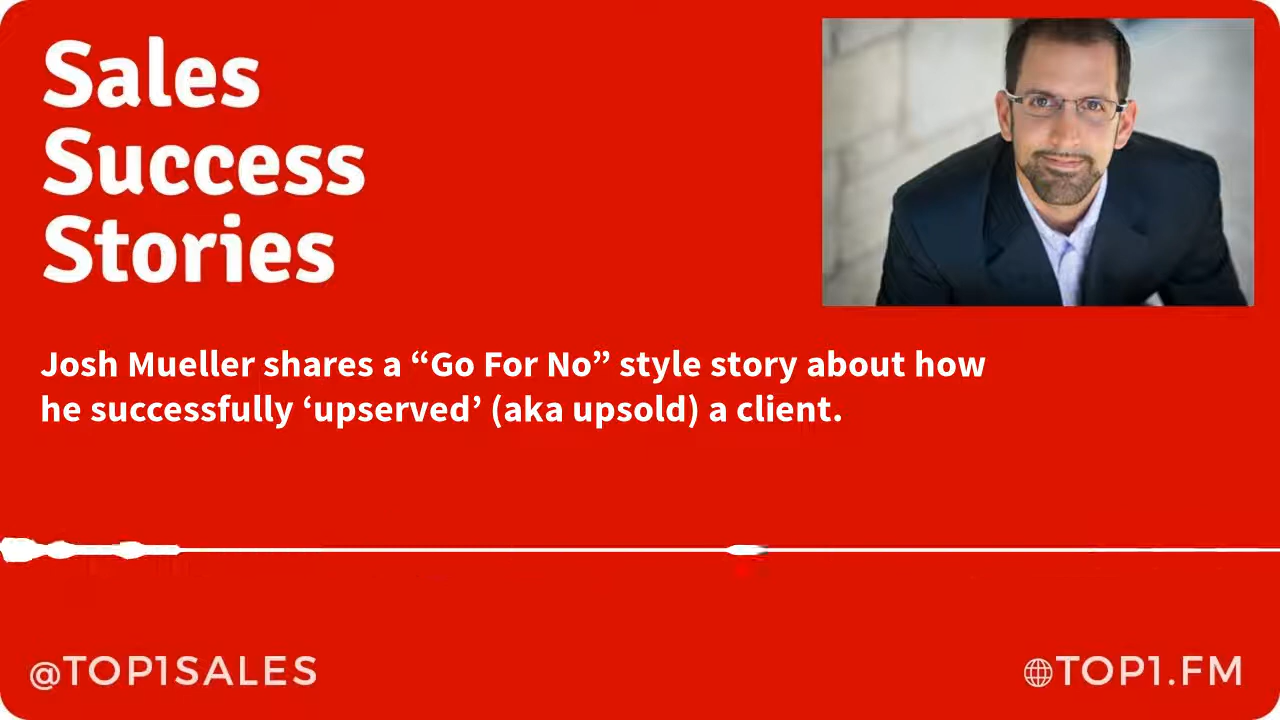 Sales
Success
Stories
Josh Mueller shares a “Go For No” style story about how
he successfully ‘upserved’ (aka upsold) a client.
@TOP1SALES
TOP1.FM